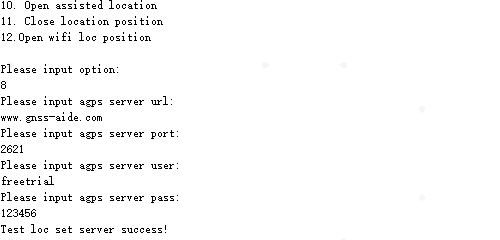 10. Open assisted location
11. Close location position
12.Open wifi loc position
Please input option:
8
Please input agps server url:
www.gnss-aide.com
Please input agps server port:
2621
Please input agps server user:
freetrial
Please input agps server pass:
123456
Test loc set server success!